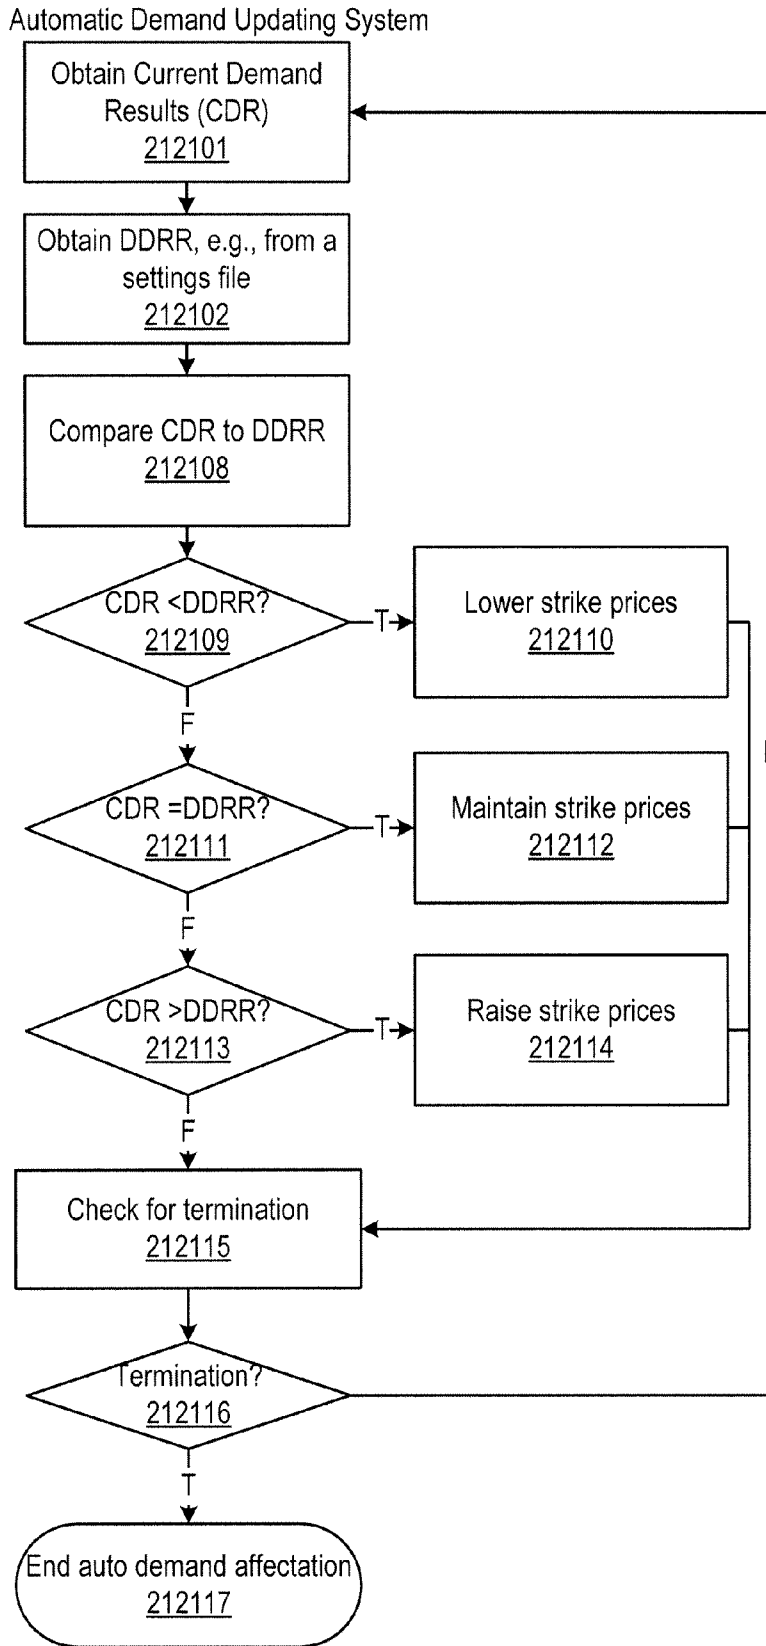 Automatic Demand Updating System
Obtain Current Demand
Results (CDR)
212101
Obtain DDRR, e.g., from a
settings file
212102
Compare CDR to DDRR
212108
CDR <DDRR?
212109
T
Lower strike prices
212110
F
CDR =DDRR?
212111
T
Maintain strike prices
212112
F
CDR >DDRR?
212113
T
Raise strike prices
212114
F
Check for termination
212115
Termination?
212116
T
End auto demand affectation
212117